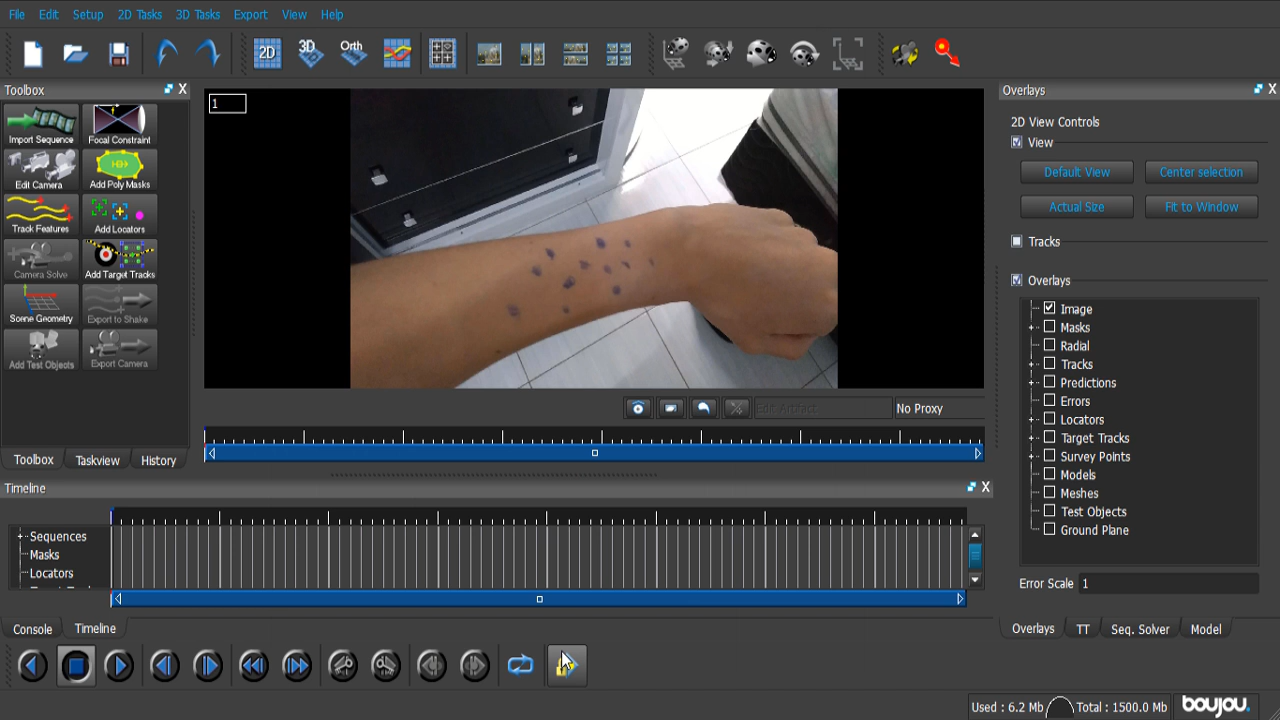 File Edit Setup 2D Tasks 3D Tasks Export View Help
2D 3D Orth
Toolbox
Import Sequence Focal Constraint
Edit Camera Add Poly Masks
Track Features Add Locators
Camera Solve Add Target Tracks
Scene Geometry Export to Shake
Add Test Objects Export Camera
Toolbox Taskview History
1
Edit Artifact No Proxy
Timeline
Sequences
Masks
Locators
Console Timeline
Overlays
2D View Controls
View
Default View Center selection
Actual Size Fit to Window
Tracks
Overlays
Image
Masks
Radial
Tracks
Predictions
Errors
Locators
Target Tracks
Survey Points
Models
Meshes
Test Objects
Ground Plane
Error Scale 1
Overlays TT Seq. Solver Model
Used : 6.2 Mb Total : 1500.0 Mb boujou.